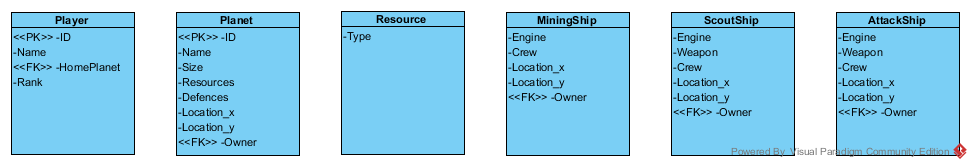 Player
<<PK>> -ID
-Name
<<FK>> -HomePlanet
-Rank
Planet
<<PK>> -ID
-Name
-Size
-Resources
-Defences
-Location_x
-Location_y
<<FK>> -Owner
Resource
-Type
MiningShip
-Engine
-Crew
-Location_x
-Location_y
<<FK>> -Owner
ScoutShip
-Engine
-Weapon
-Crew
-Location_x
-Location_y
<<FK>> -Owner
AttackShip
-Engine
-Weapon
-Crew
-Location_x
-Location_y
<<FK>> -Owner
Powered By Visual Paradigm Community Edition